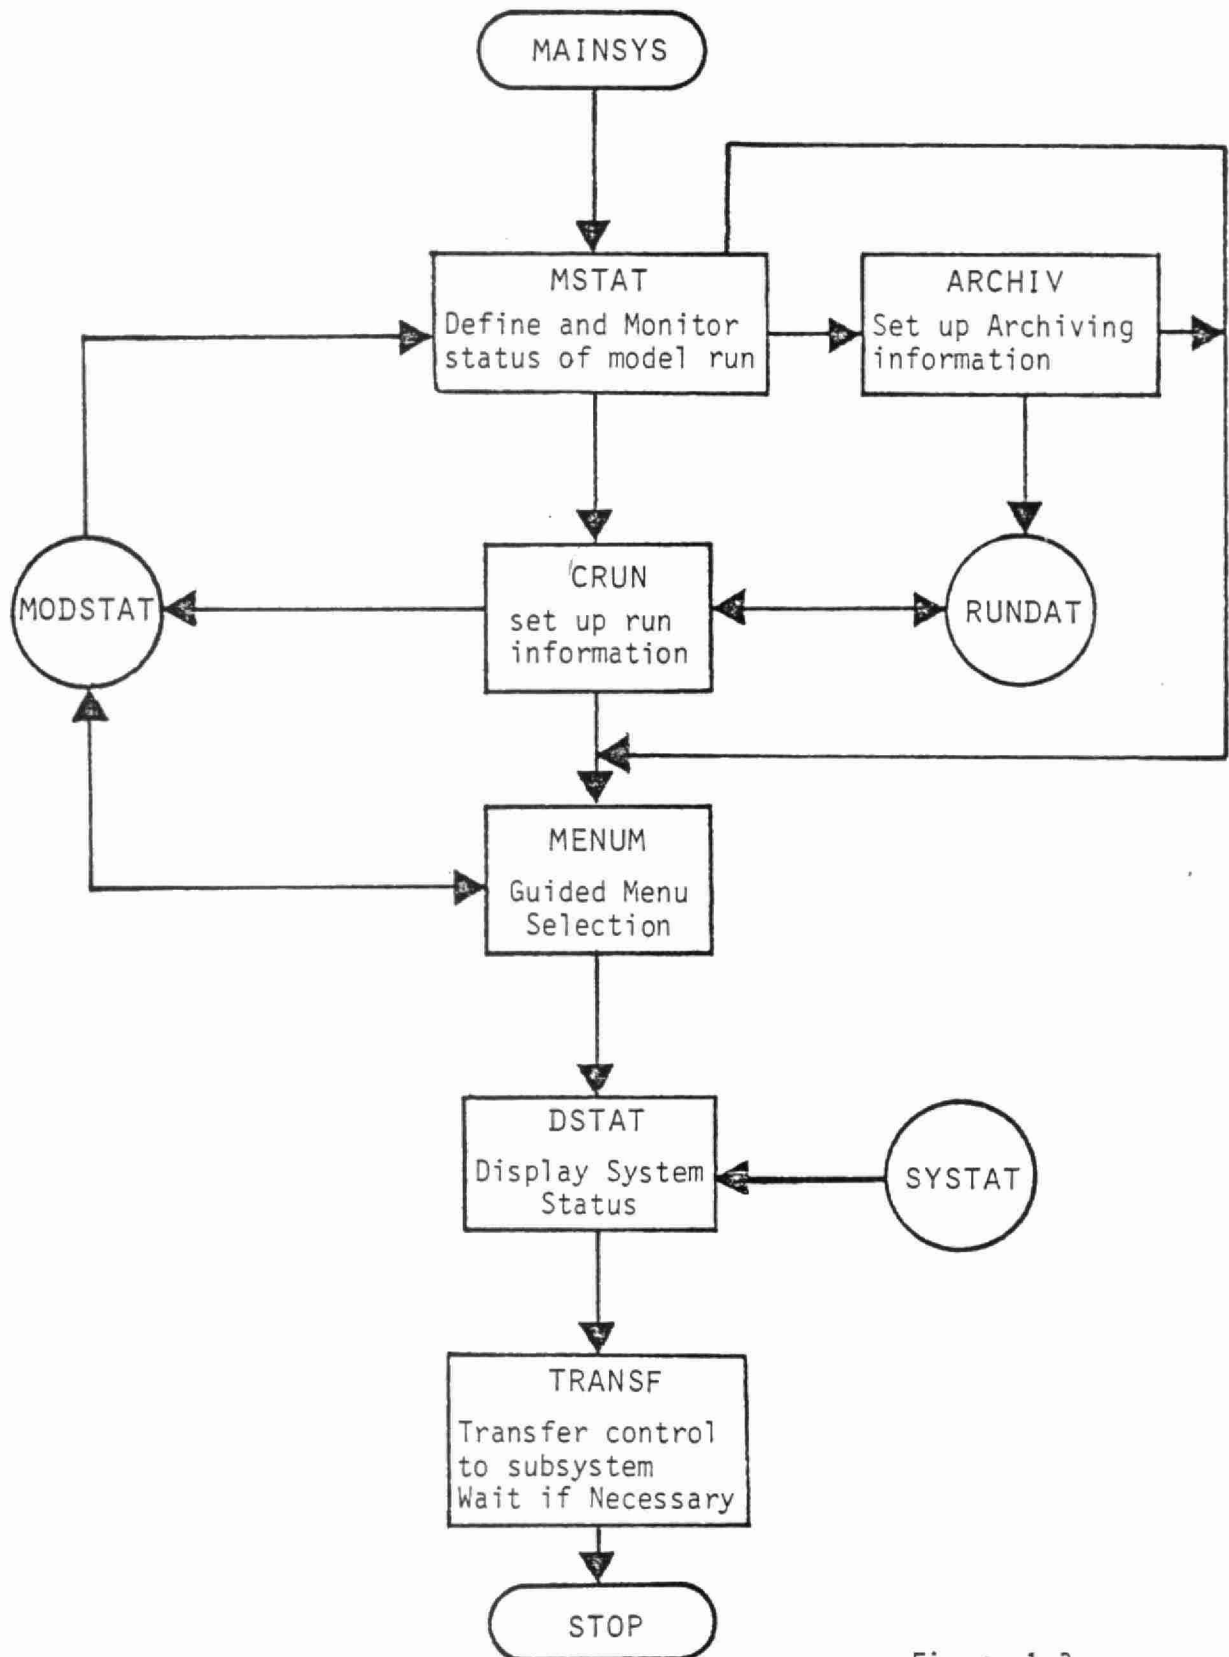 MAINSYS
MSTAT
Define and Monitor
status of model run
ARCHIV
Set up Archiving
information
MODSTAT
CRUN
set up run
information
RUNDAT
MENUM
Guided Menu
Selection
DSTAT
Display System
Status
SYSTAT
TRANSF
Transfer control
to subsystem
Wait if Necessary
STOP